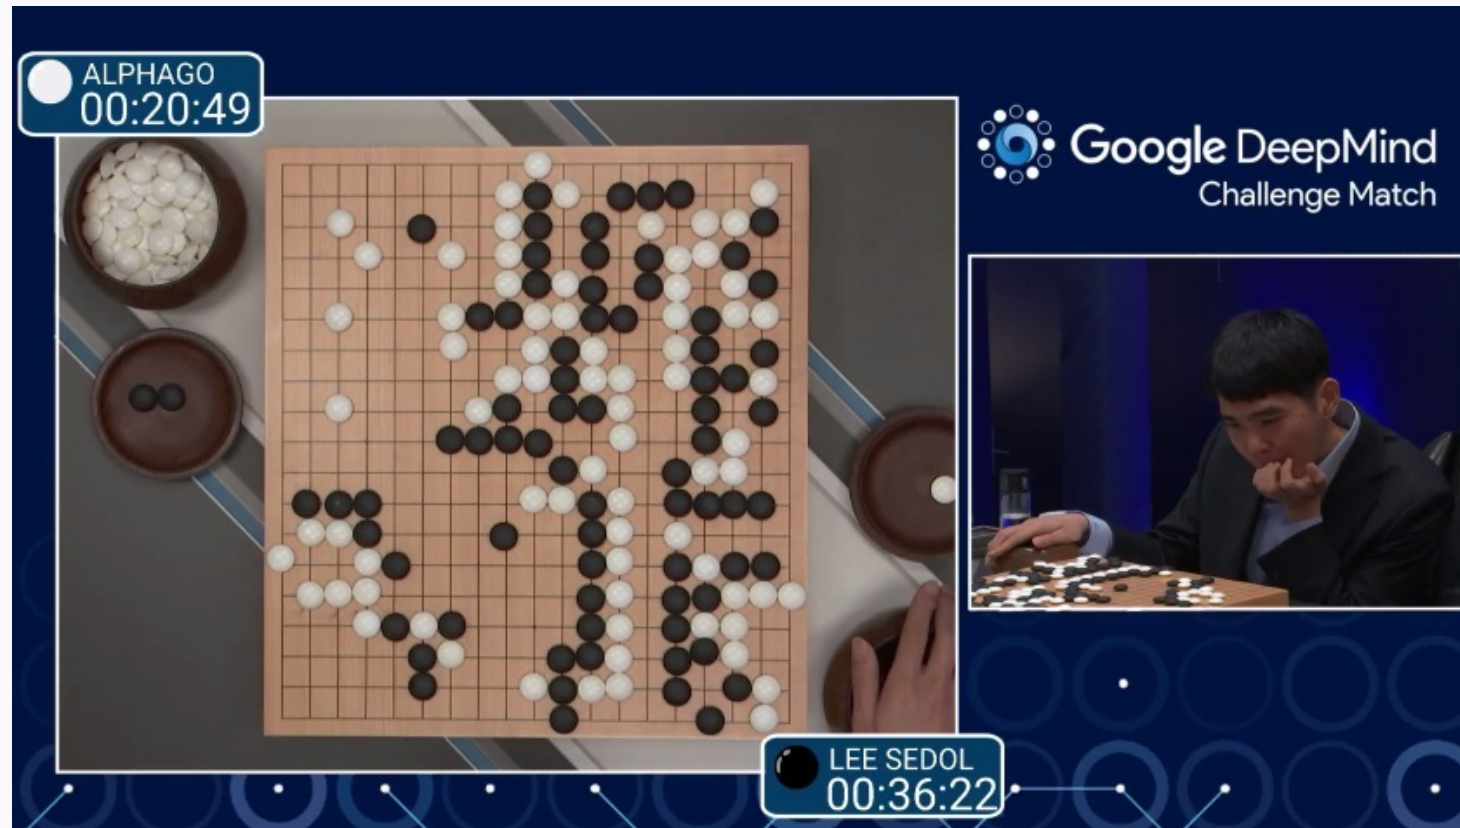 ALPHAGO
00:20:49
Google DeepMind
Challenge Match
LEE SEDOL
00:36:22